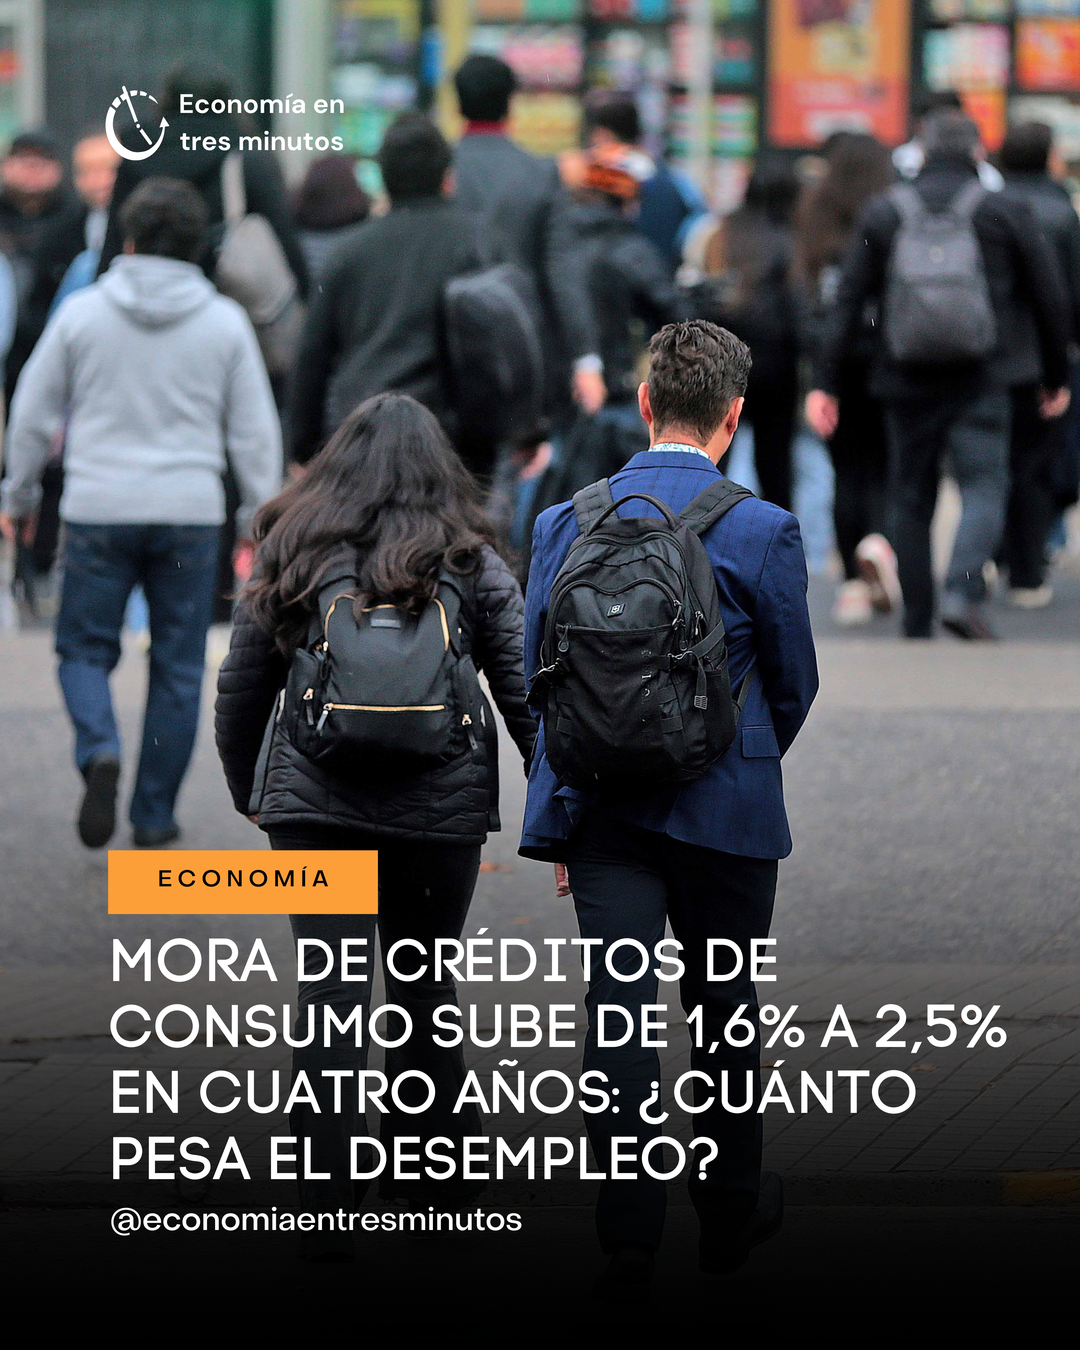 Economía en
tres minutos
ECONOMÍA
MORA DE CRÉDITOS DE
CONSUMO SUBE DE 1,6% A 2,5%
EN CUATRO AÑOS: ¿CUÁNTO
PESA EL DESEMPLEO?
@economiaentresminutos